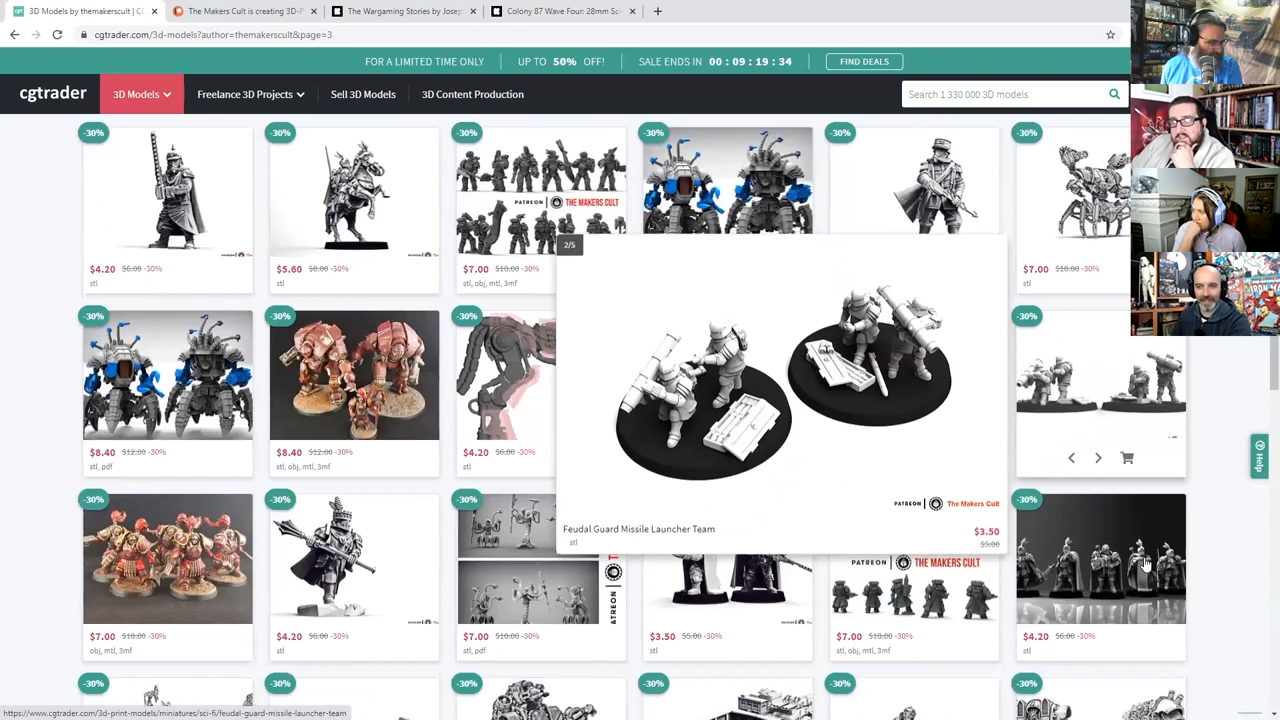 3D Models by themakerscult | CG
The Makers Cult is creating 3D-P
The Wargaming Stories by Josep
Colony 87 Wave Four: 28mm Sci-
cgtrader.com/3d-models?author=themakerscult&page=3
FOR A LIMITED TIME ONLY
UP TO 50% OFF!
SALE ENDS IN 00 : 09 : 19 : 34
FIND DEALS
cgtrader
3D Models
Freelance 3D Projects
Sell 3D Models
3D Content Production
Search 1 330 000 3D models
-30%
-30%
-30%
-30%
-30%
-30%
PATREON | THE MAKERS CULT
$4.20 $6.00 -30%
stl
$5.60 $8.00 -30%
stl
$7.00 $10.00 -30%
stl, obj, mtl, 3mf
$7.00 $10.00 -30%
stl
2/5
-30%
-30%
-30%
-30%
$8.40 $12.00 -30%
stl, pdf
$8.40 $12.00 -30%
stl, obj, mtl, 3mf
$4.20 $6.00 -30%
stl
PATREON | The Makers Cult
Feudal Guard Missile Launcher Team
$3.50
stl
$5.00
Help
-30%
-30%
-30%
-30%
PATREON THE MAKERS CULT
$7.00 $10.00 -30%
obj, mtl, 3mf
$4.20 $6.00 -30%
stl
$7.00 $10.00 -30%
stl, pdf
$3.50 $5.00 -30%
stl
$7.00 $10.00 -30%
stl, obj, mtl, 3mf
$4.20 $6.00 -30%
stl
-30%
-30%
-30%
-30%
-30%
-30%
https://www.cgtrader.com/3d-print-models/miniatures/sci-fi/feudal-guard-missile-launcher-team